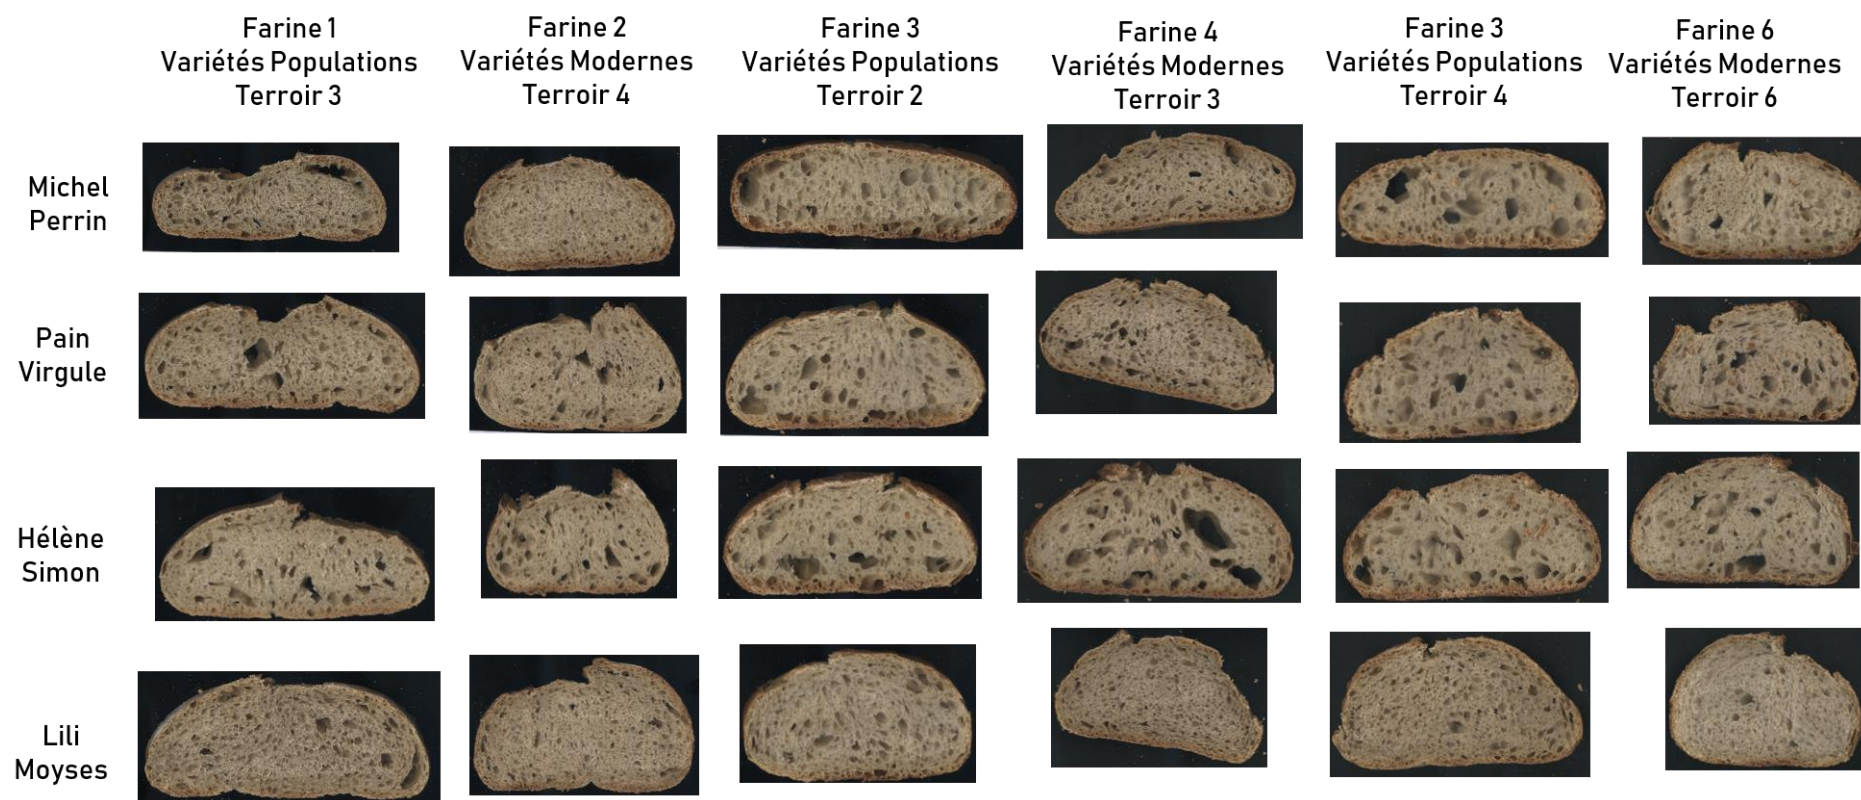 Farine 1
Variétés Populations
Terroir 3
Farine 2
Variétés Modernes
Terroir 4
Farine 3
Variétés Populations
Terroir 2
Farine 4
Variétés Modernes
Terroir 3
Farine 3
Variétés Populations
Terroir 4
Farine 6
Variétés Modernes
Terroir 6
Michel
Perrin
Pain
Virgule
Hélène
Simon
Lili
Moyses